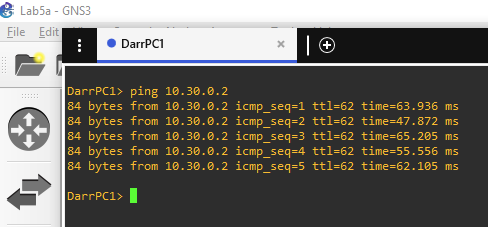 Lab5a - GNS3
File
DarrPC1
DarrPC1> ping 10.30.0.2
84 bytes from 10.30.0.2 icmp_seq=1 ttl=62 time=63.936 ms
84 bytes from 10.30.0.2 icmp_seq=2 ttl=62 time=47.872 ms
84 bytes from 10.30.0.2 icmp_seq=3 ttl=62 time=65.205 ms
84 bytes from 10.30.0.2 icmp_seq=4 ttl=62 time=55.556 ms
84 bytes from 10.30.0.2 icmp_seq=5 ttl=62 time=62.105 ms
DarrPC1>